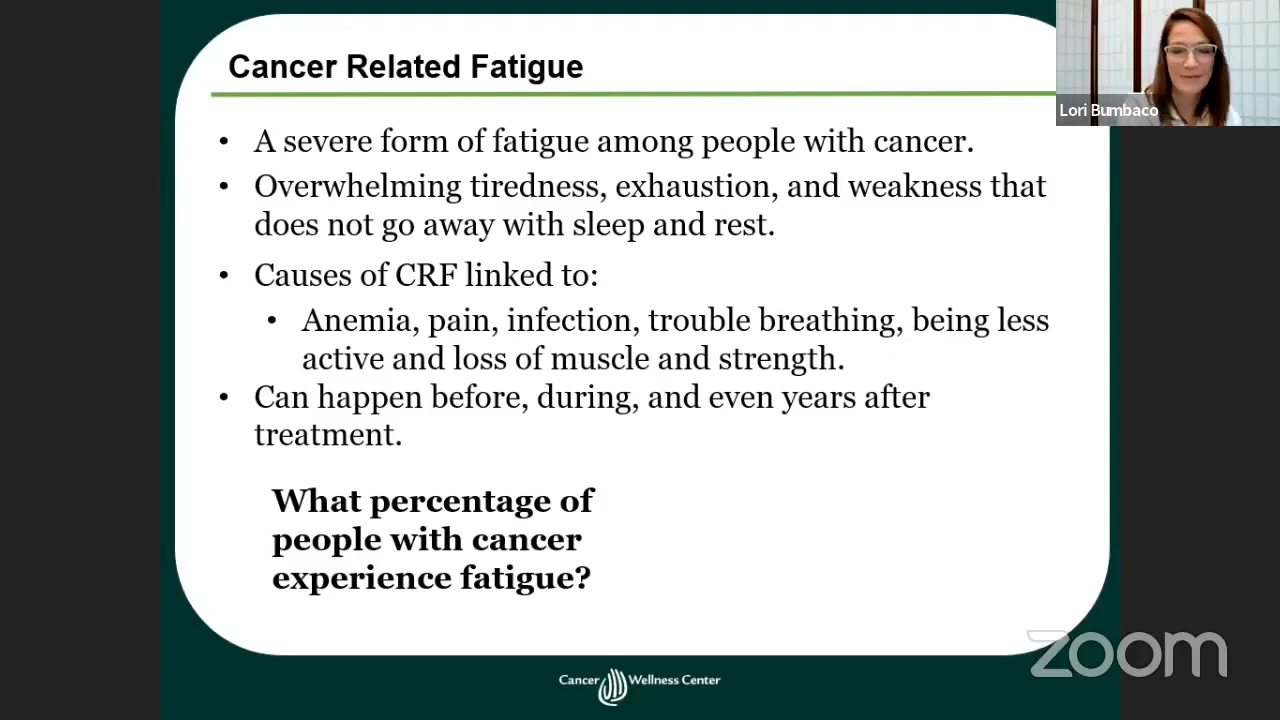 Cancer Related Fatigue
Lori Bumbaco
• A severe form of fatigue among people with cancer.
• Overwhelming tiredness, exhaustion, and weakness that
does not go away with sleep and rest.
• Causes of CRF linked to:
• Anemia, pain, infection, trouble breathing, being less
active and loss of muscle and strength.
• Can happen before, during, and even years after
treatment.
What percentage of
people with cancer
experience fatigue?
zoom
Cancer Wellness Center